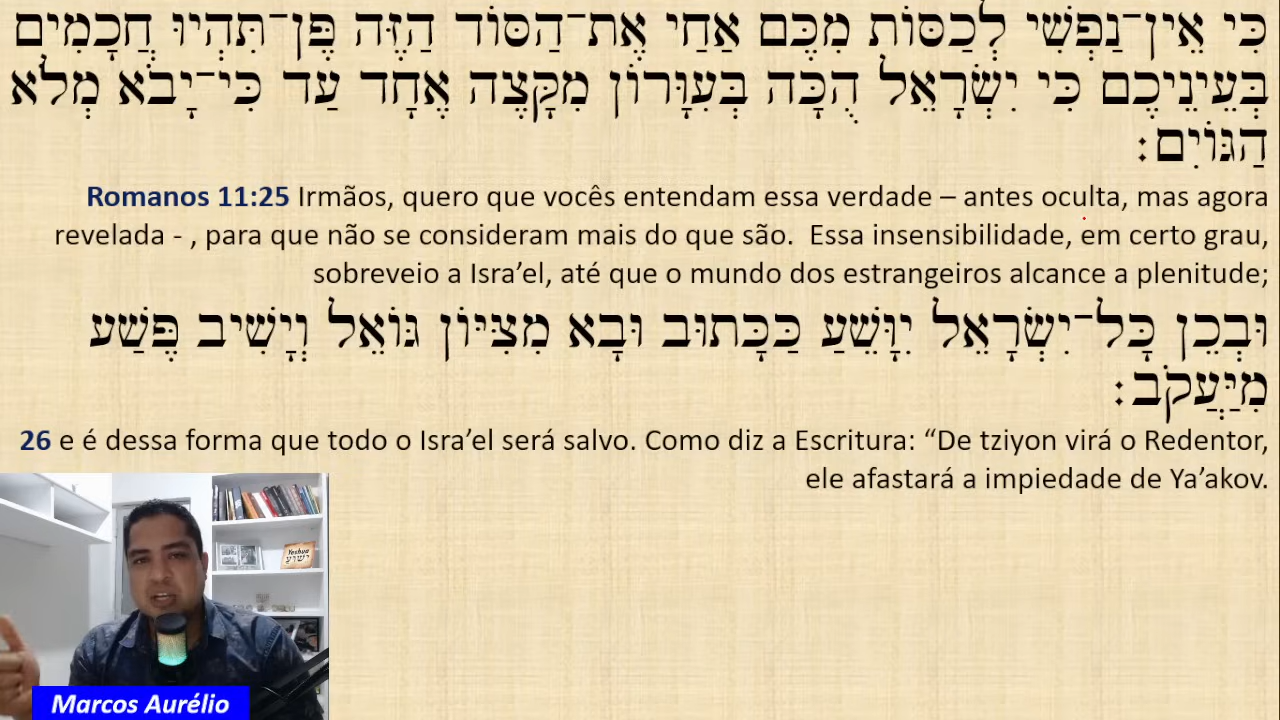 כִּי אֵין־נַפְשִׁי לְכַסּוֹת מִכֶּם אַחַי אֶת־הַסּוֹד הַזֶּה פֶּן־תִּהְיוּ חֲכָמִים
בְּעֵינֵיכֶם כִּי יִשְׂרָאֵל הֻכָּה בְּעִוָּרוֹן מִקָּצֶה אֶחָד עַד כִּי־יָבֹא מְלֹא
הַגּוֹיִם׃
Romanos 11:25 Irmãos, quero que vocês entendam essa verdade – antes oculta, mas agora
revelada - , para que não se consideram mais do que são.  Essa insensibilidade, em certo grau,
sobreveio a Isra’el, até que o mundo dos estrangeiros alcance a plenitude;
וּבְכֵן כָּל־יִשְׂרָאֵל יִוָּשֵׁעַ כַּכָּתוּב וּבָא מִצִּיּוֹן גּוֹאֵל וְיָשִׁיב פֶּשַׁע
מִיַּעֲקֹב׃
26 e é dessa forma que todo o Isra’el será salvo. Como diz a Escritura: “De tziyon virá o Redentor,
ele afastará a impiedade de Ya’akov.
Yeshua
ישוע
Marcos Aurélio